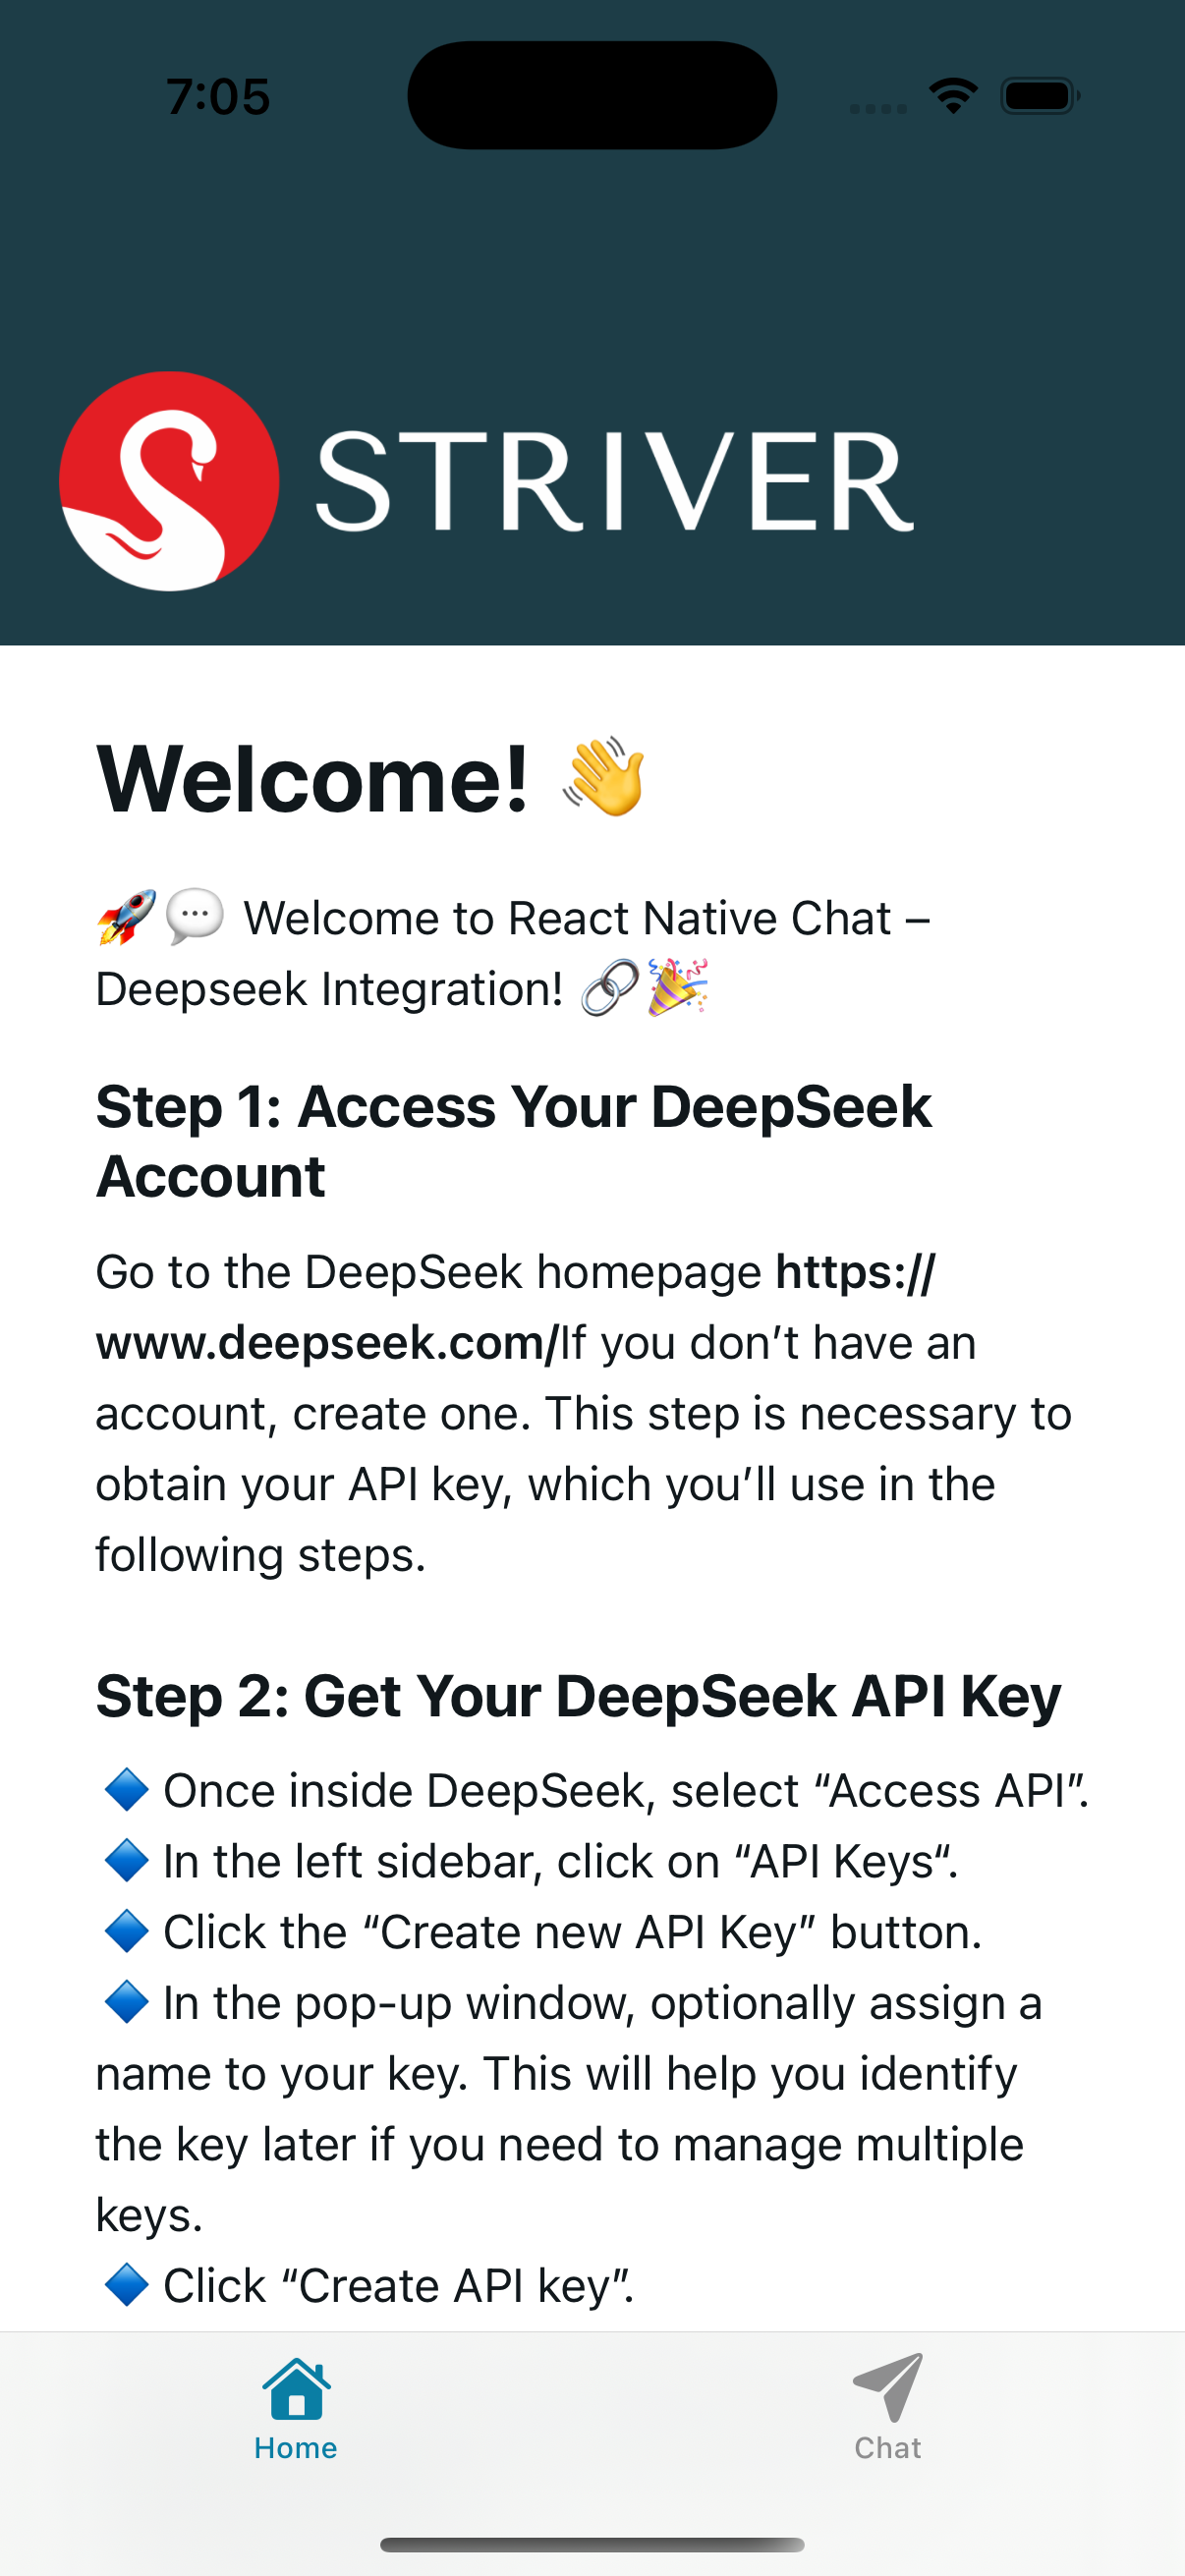 7:05
STRIVER
Welcome! 👋
🚀💬 Welcome to React Native Chat –
Deepseek Integration! 🔗🎉
Step 1: Access Your DeepSeek
Account
Go to the DeepSeek homepage https://
www.deepseek.com/If you don’t have an
account, create one. This step is necessary to
obtain your API key, which you’ll use in the
following steps.
Step 2: Get Your DeepSeek API Key
🔷 Once inside DeepSeek, select “Access API”.
🔷 In the left sidebar, click on “API Keys“.
🔷 Click the “Create new API Key” button.
🔷 In the pop-up window, optionally assign a
name to your key. This will help you identify
the key later if you need to manage multiple
keys.
🔷 Click “Create API key”.
Home
Chat